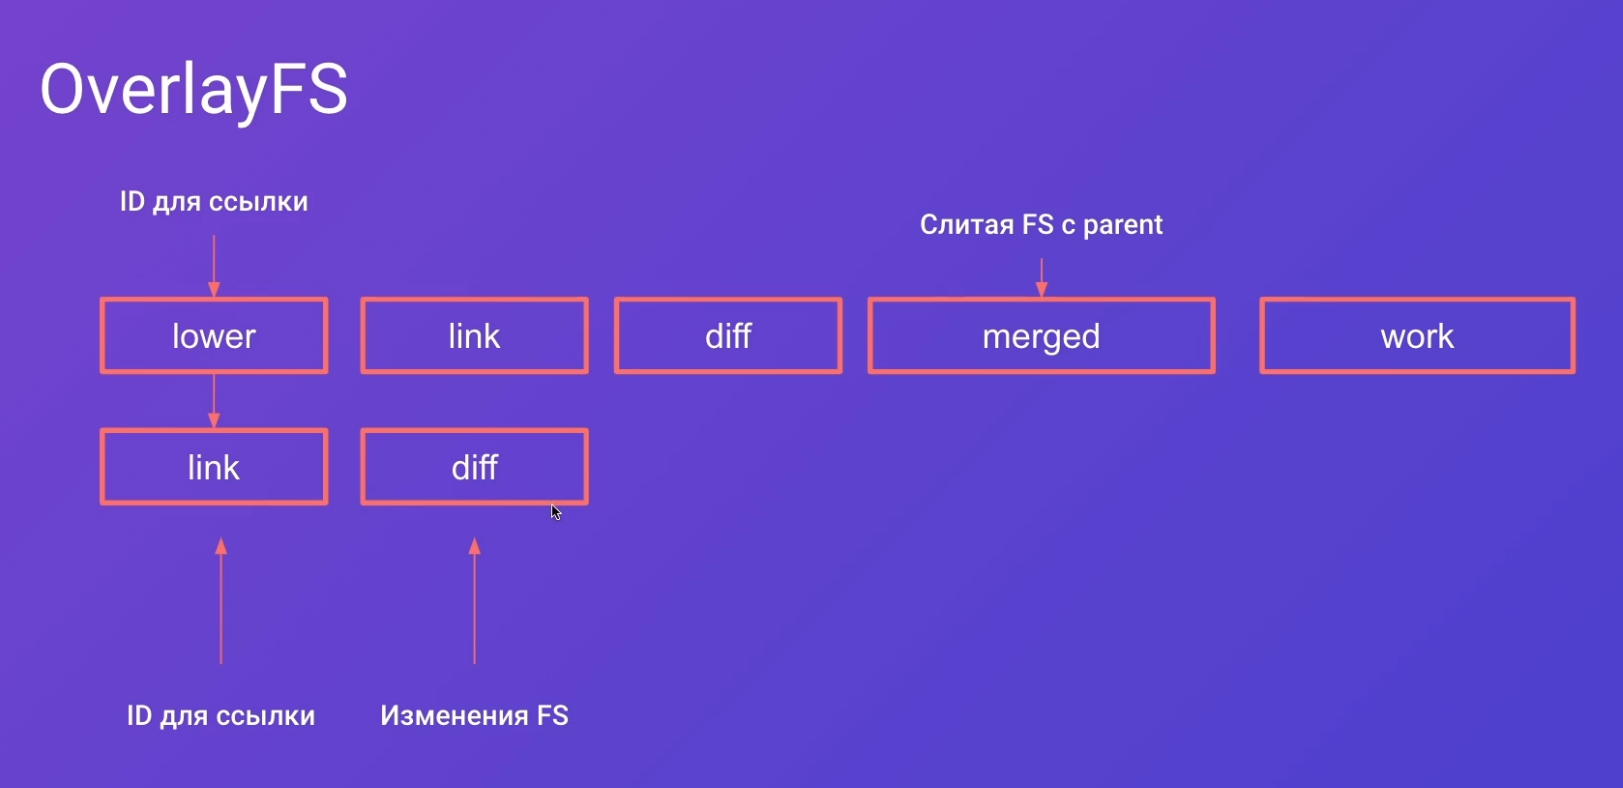 OverlayFS
ID для ссылки
Слитая FS с parent
lower
link
diff
merged
work
link
diff
ID для ссылки
Изменения FS